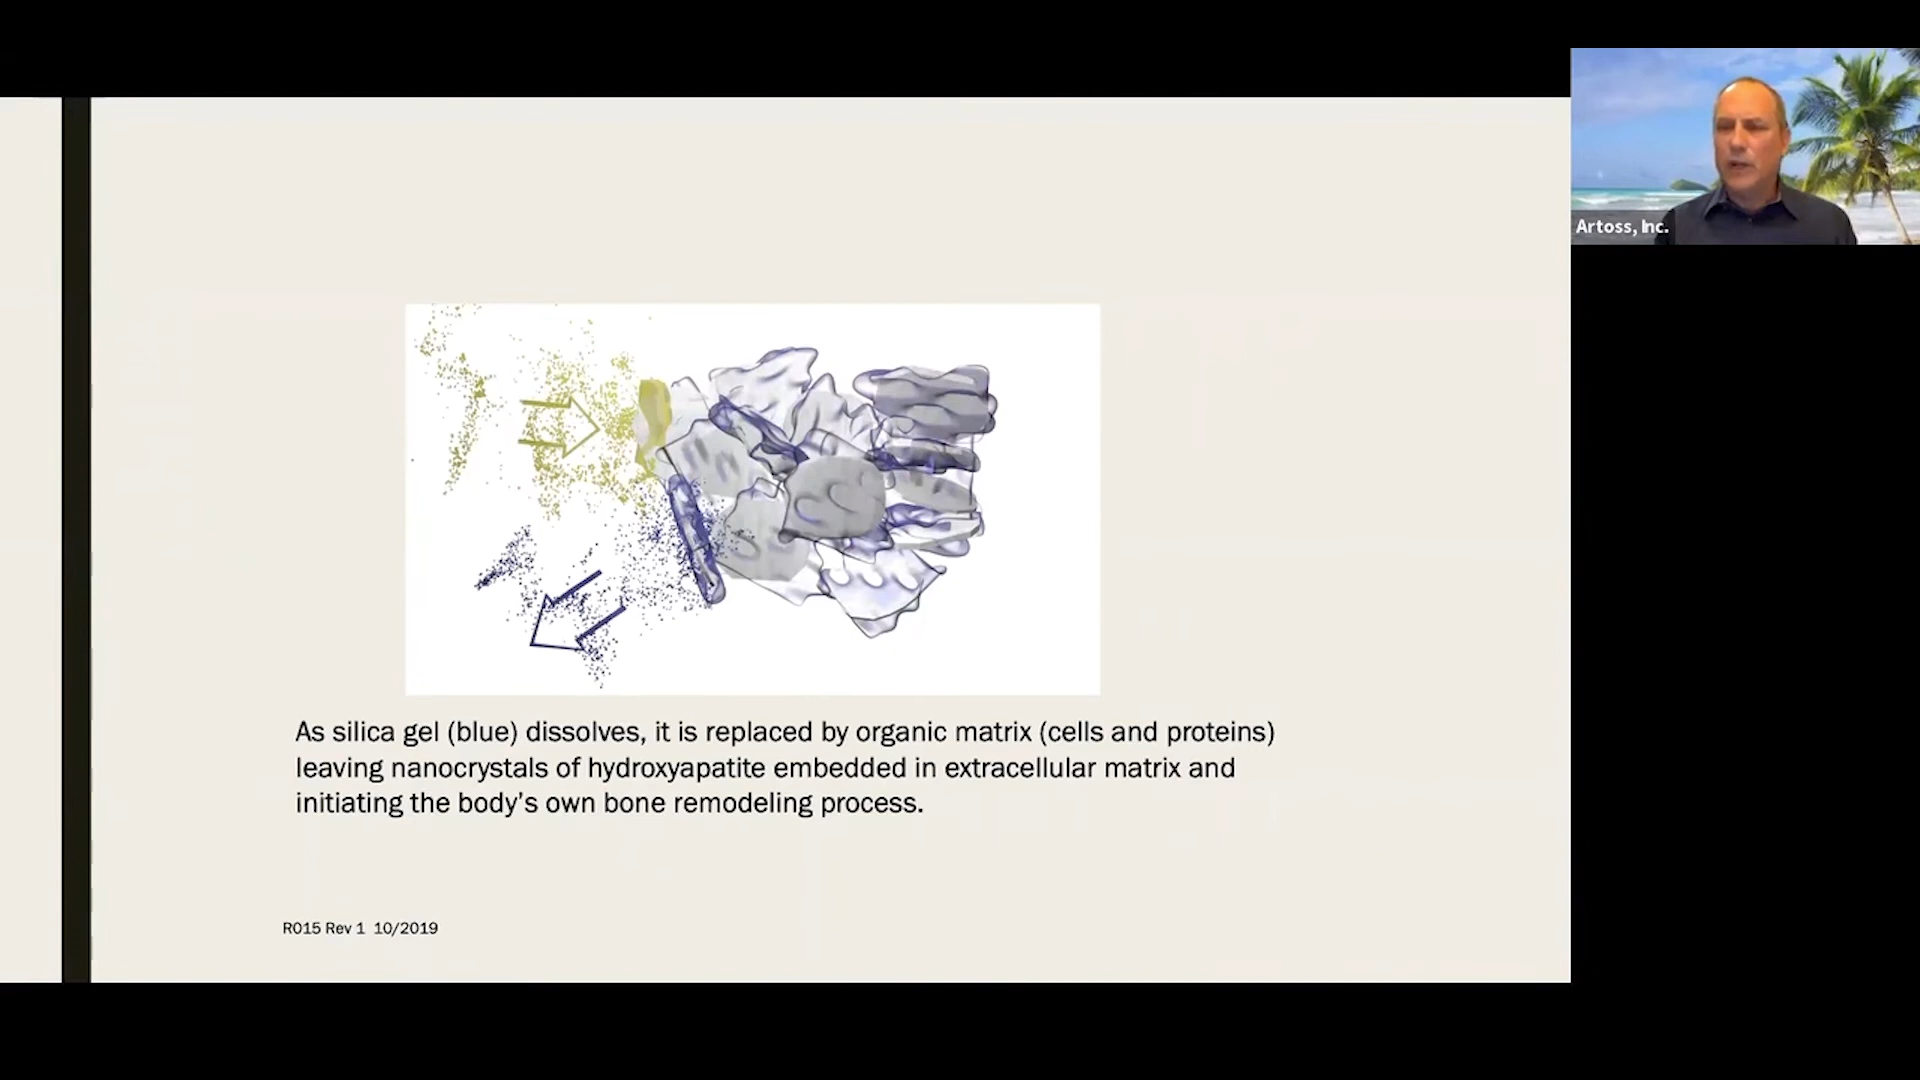 Artoss, Inc.
As silica gel (blue) dissolves, it is replaced by organic matrix (cells and proteins)
leaving nanocrystals of hydroxyapatite embedded in extracellular matrix and
initiating the body’s own bone remodeling process.
R015 Rev 1 10/2019